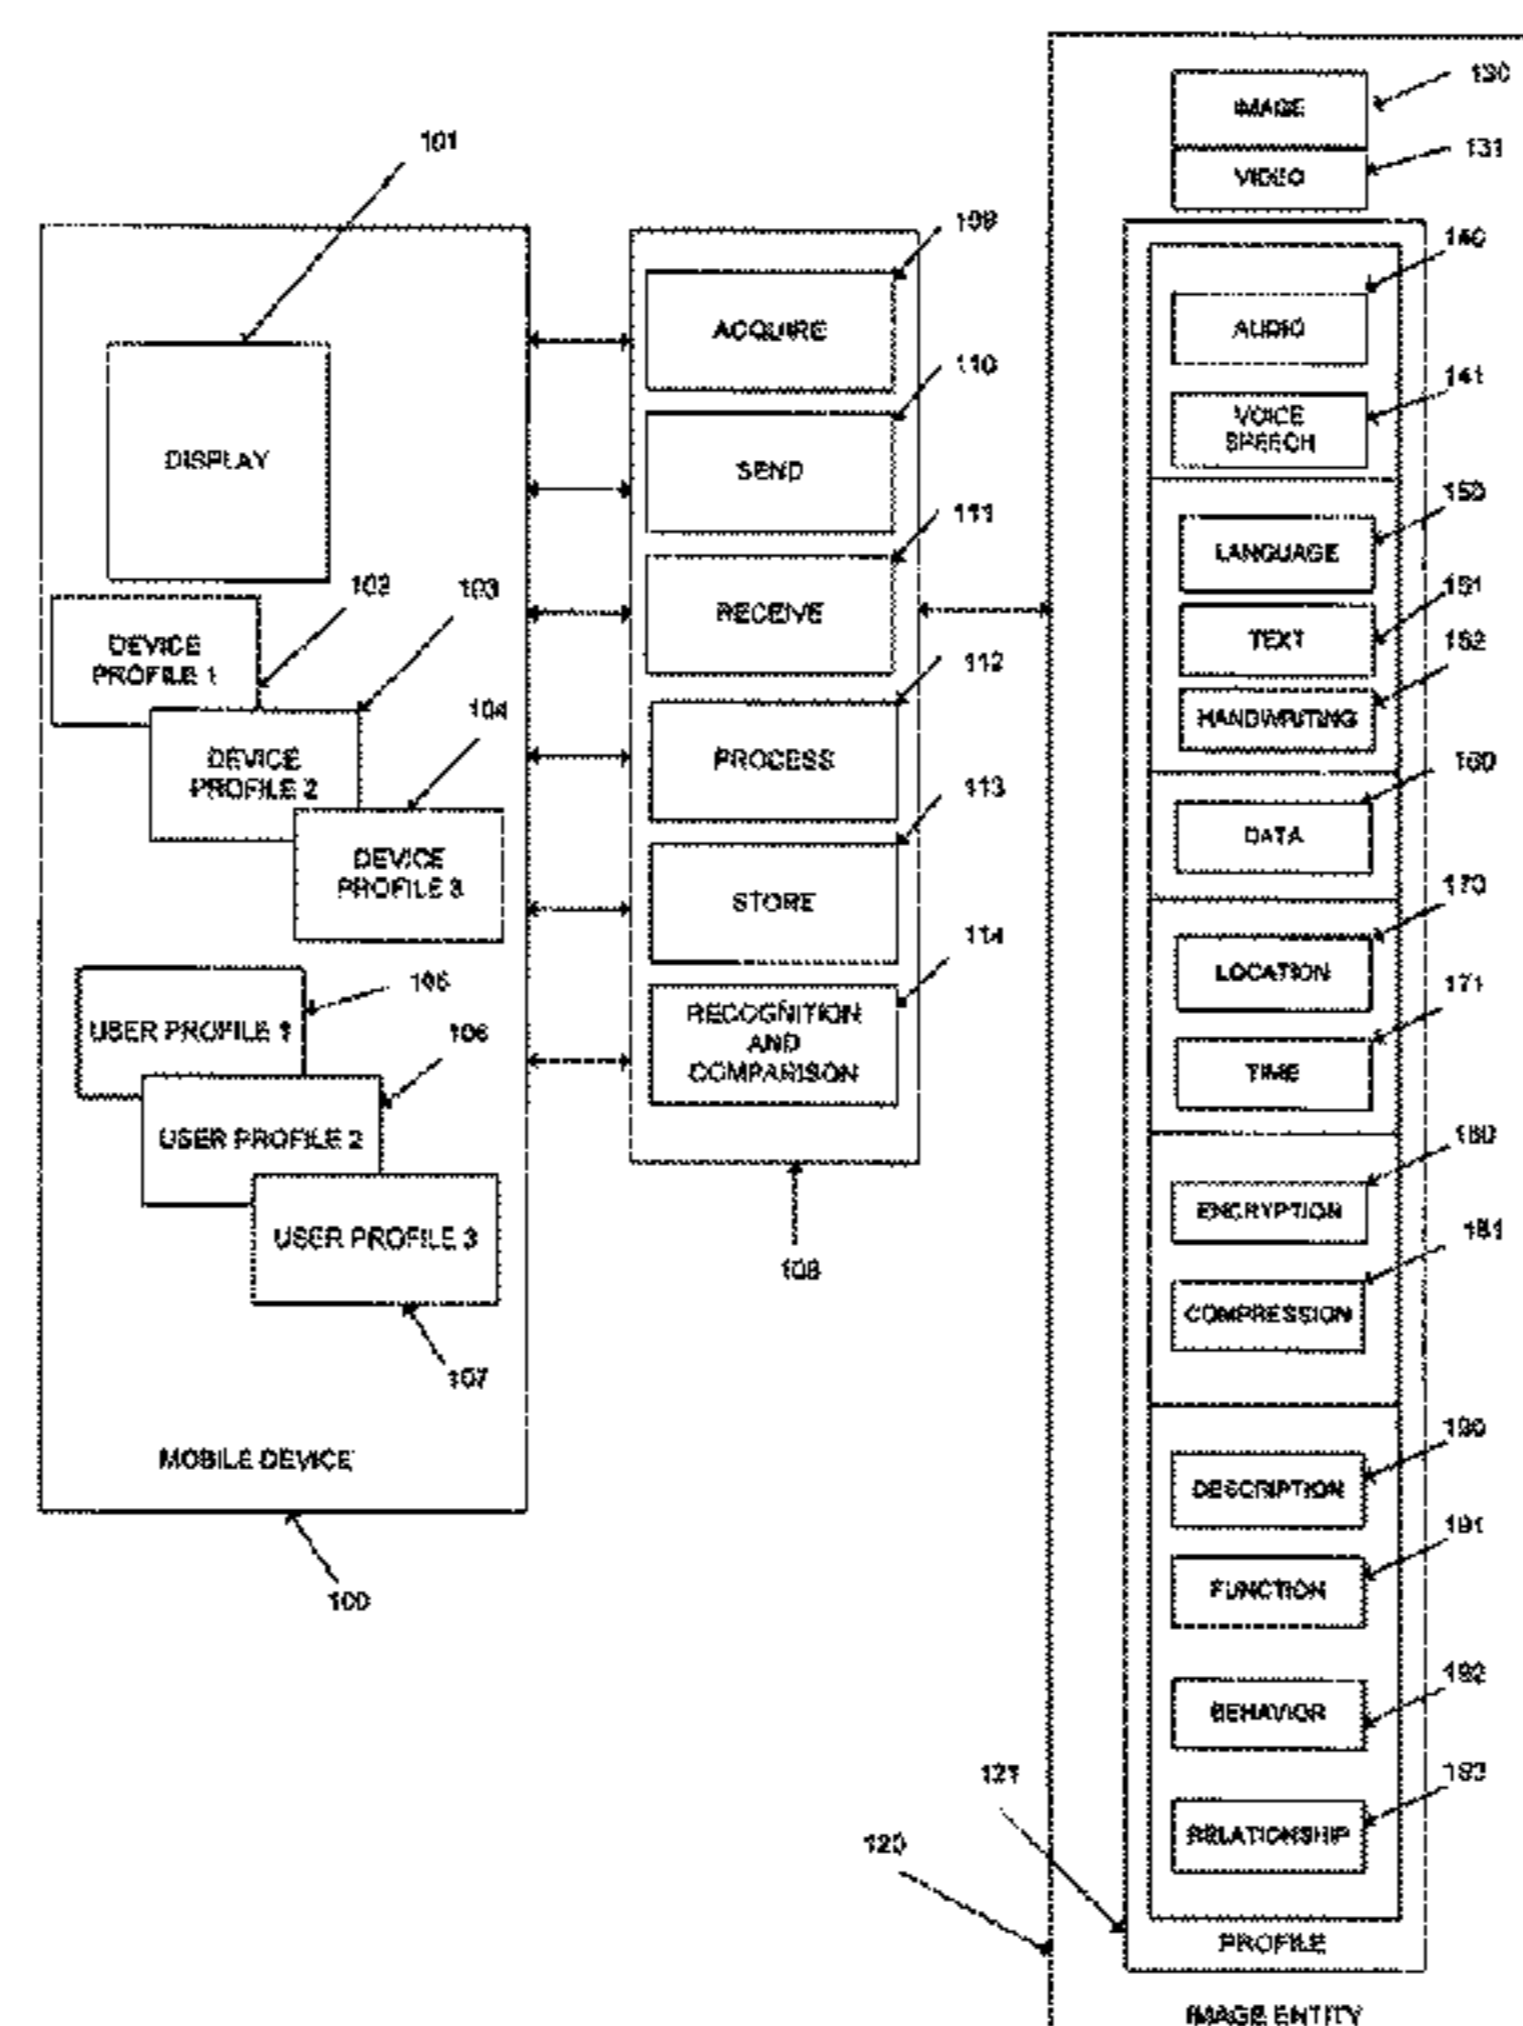 101
DISPLAY
102
103
DEVICE
PROFILE 1
104
DEVICE
PROFILE 2
DEVICE
PROFILE 3
105
USER PROFILE 1
106
USER PROFILE 2
USER PROFILE 3
107
MOBILE DEVICE
100
109
ACQUIRE
110
SEND
111
RECEIVE
112
PROCESS
113
STORE
114
RECOGNITION
AND
COMPARISON
108
130
IMAGE
131
VIDEO
140
AUDIO
141
VOICE
SPEECH
150
LANGUAGE
151
TEXT
152
HANDWRITING
160
DATA
170
LOCATION
171
TIME
180
ENCRYPTION
181
COMPRESSION
190
DESCRIPTION
191
FUNCTION
192
BEHAVIOR
193
RELATIONSHIP
121
120
PROFILE
IMAGE ENTITY